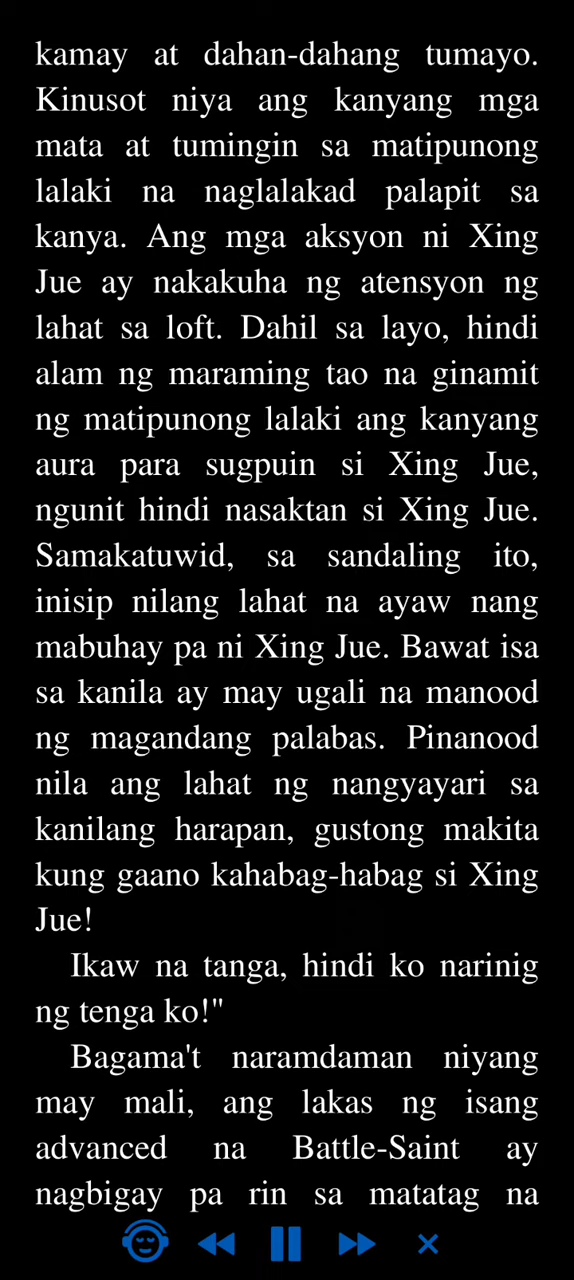 kamay at dahan-dahang tumayo.
Kinusot niya ang kanyang mga
mata at tumingin sa matipunong
lalaki na naglalakad palapit sa
kanya. Ang mga aksyon ni Xing
Jue ay nakakuha ng atensyon ng
lahat sa loft. Dahil sa layo, hindi
alam ng maraming tao na ginamit
ng matipunong lalaki ang kanyang
aura para sugpuin si Xing Jue,
ngunit hindi nasaktan si Xing Jue.
Samakatuwid, sa sandaling ito,
inisip nilang lahat na ayaw nang
mabuhay pa ni Xing Jue. Bawat isa
sa kanila ay may ugali na manood
ng magandang palabas. Pinanood
nila ang lahat ng nangyayari sa
kanilang harapan, gustong makita
kung gaano kahabag-habag si Xing
Jue!
Ikaw na tanga, hindi ko narinig
ng tenga ko!"
Bagama't naramdaman niyang
may mali, ang lakas ng isang
advanced na Battle-Saint ay
nagbigay pa rin sa matatag na